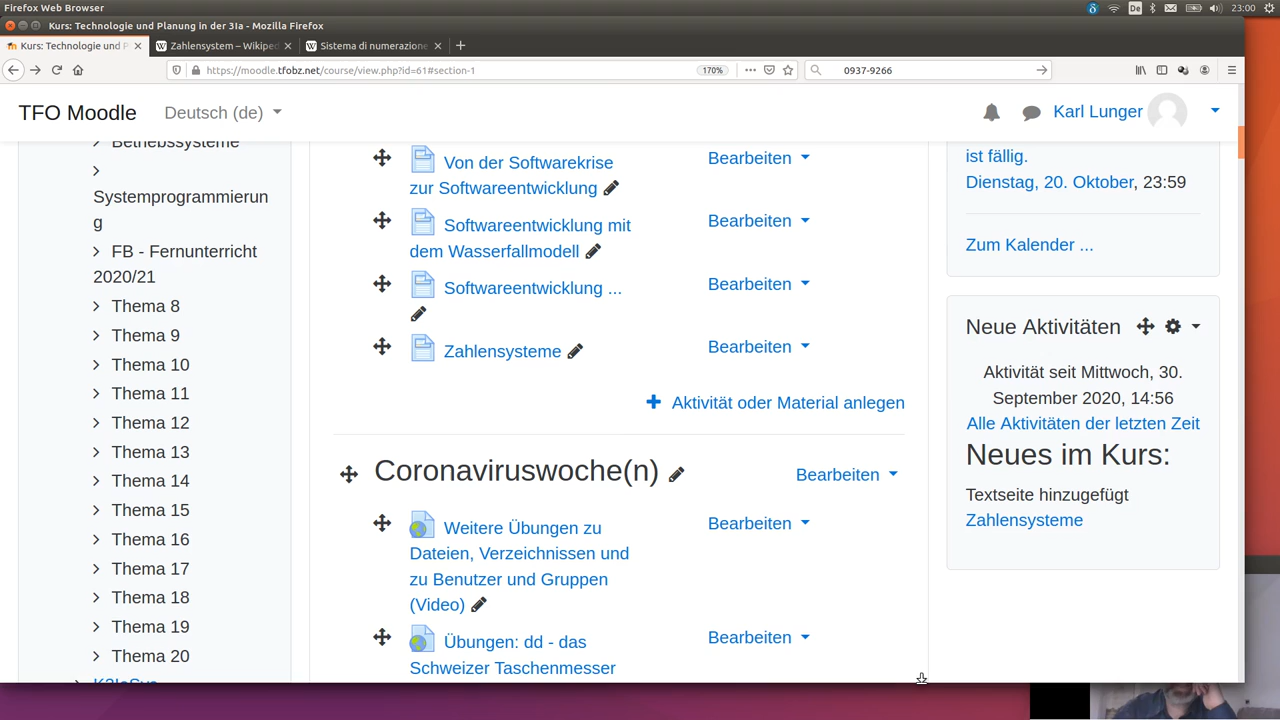 Firefox Web Browser
De
23:00
Kurs: Technologie und Planung in der 3Ia - Mozilla Firefox
Kurs: Technologie und P
Zahlensystem – Wikiped
Sistema di numerazione
https://moodle.tfobz.net/course/view.php?id=61#section-1
170%
0937-9266
TFO Moodle
Deutsch (de)
Karl Lunger
Betriebssysteme
Systemprogrammierun
g
FB - Fernunterricht
2020/21
Thema 8
Thema 9
Thema 10
Thema 11
Thema 12
Thema 13
Thema 14
Thema 15
Thema 16
Thema 17
Thema 18
Thema 19
Thema 20
Von der Softwarekrise
zur Softwareentwicklung
Bearbeiten
Softwareentwicklung mit
dem Wasserfallmodell
Bearbeiten
Softwareentwicklung ...
Bearbeiten
Zahlensysteme
Bearbeiten
Aktivität oder Material anlegen
Coronaviruswoche(n)
Bearbeiten
Weitere Übungen zu
Dateien, Verzeichnissen und
zu Benutzer und Gruppen
(Video)
Bearbeiten
Übungen: dd - das
Schweizer Taschenmesser
Bearbeiten
ist fällig.
Dienstag, 20. Oktober, 23:59
Zum Kalender ...
Neue Aktivitäten
Aktivität seit Mittwoch, 30.
September 2020, 14:56
Alle Aktivitäten der letzten Zeit
Neues im Kurs:
Textseite hinzugefügt
Zahlensysteme